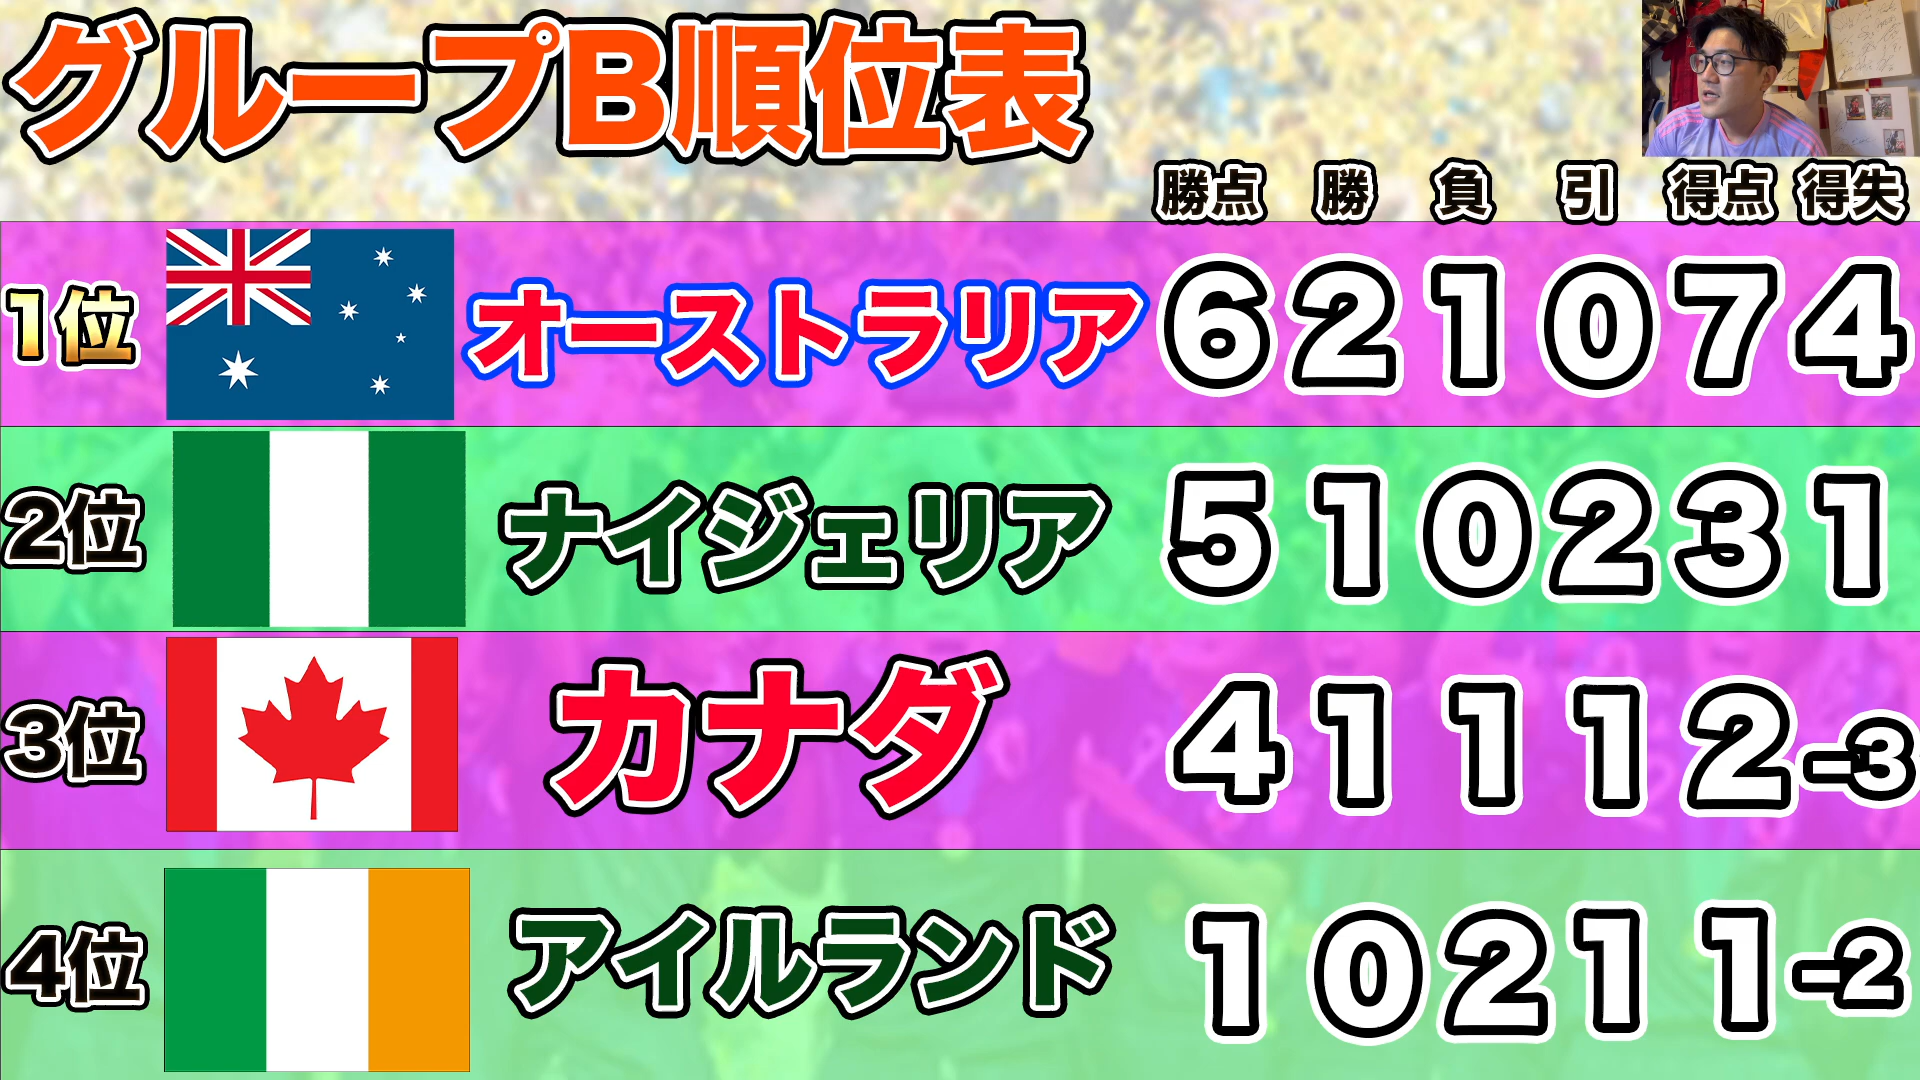 グループB順位表
勝点 勝 負 引 得点 得失
1位 オーストラリア 6 2 1 0 7 4
2位 ナイジェリア 5 1 0 2 3 1
3位 カナダ 4 1 1 1 2 -3
4位 アイルランド 1 0 2 1 1 -2